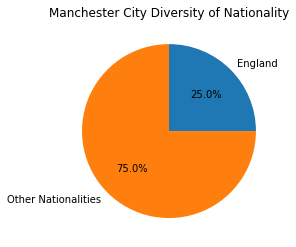 Manchester City Diversity of Nationality
England
25.0%
75.0%
Other Nationalities